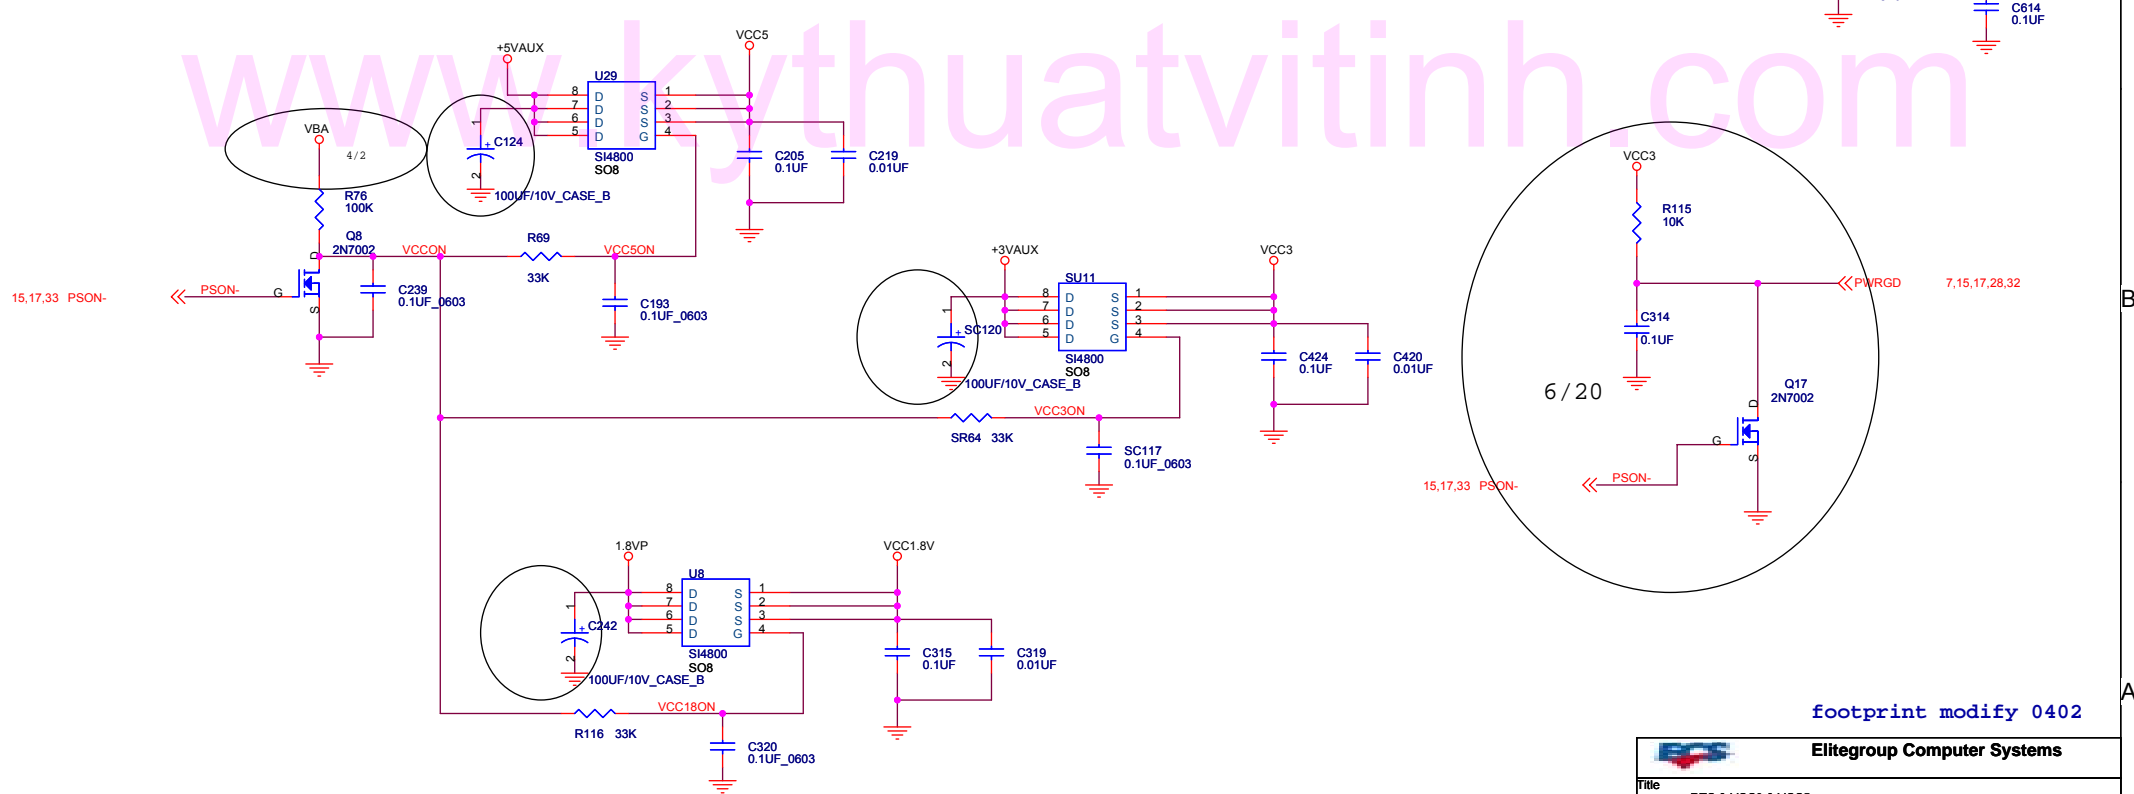 www.kythuatvitinh.com
C614
0.1UF
+5VAUX
VCC5
U29
8 D S 1
7 D S 2
6 D S 3
5 D G 4
SI4800
SO8
1
+
C124
2
100UF/10V_CASE_B
C205
0.1UF
C219
0.01UF
VBA
4/2
R76
100K
Q8
2N7002
D
G
S
15,17,33 PSON-
PSON-
C239
0.1UF_0603
VCCON
R69
33K
VCC5ON
C193
0.1UF_0603
+3VAUX
VCC3
SU11
8 D S 1
7 D S 2
6 D S 3
5 D G 4
SI4800
SO8
1
+
SC120
2
100UF/10V_CASE_B
C424
0.1UF
C420
0.01UF
SR64 33K
VCC3ON
SC117
0.1UF_0603
VCC3
R115
10K
PWRGD 7,15,17,28,32
C314
0.1UF
6/20
Q17
2N7002
D
G
S
15,17,33 PSON-
PSON-
B
1.8VP
VCC1.8V
U8
8 D S 1
7 D S 2
6 D S 3
5 D G 4
SI4800
SO8
1
+
C242
2
100UF/10V_CASE_B
C315
0.1UF
C319
0.01UF
R116 33K
VCC18ON
C320
0.1UF_0603
A
footprint modify 0402
ECS
Elitegroup Computer Systems
Title